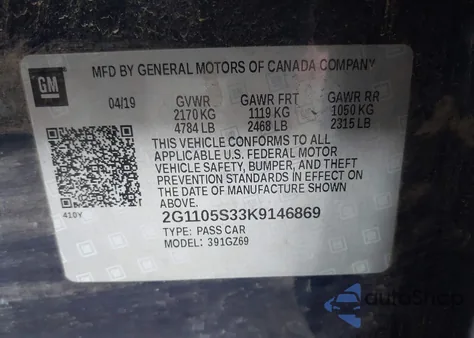 GM
MFD BY GENERAL MOTORS OF CANADA COMPANY
04/19 GVWR GAWR FRT GAWR RR
2170 KG 1119 KG 1050 KG
4784 LB 2468 LB 2315 LB
THIS VEHICLE CONFORMS TO ALL
APPLICABLE U.S. FEDERAL MOTOR
VEHICLE SAFETY, BUMPER, AND THEFT
PREVENTION STANDARDS IN EFFECT ON
THE DATE OF MANUFACTURE SHOWN
ABOVE.
410Y
2G1105S33K9146869
TYPE: PASS CAR
MODEL: 391GZ69
autoShop